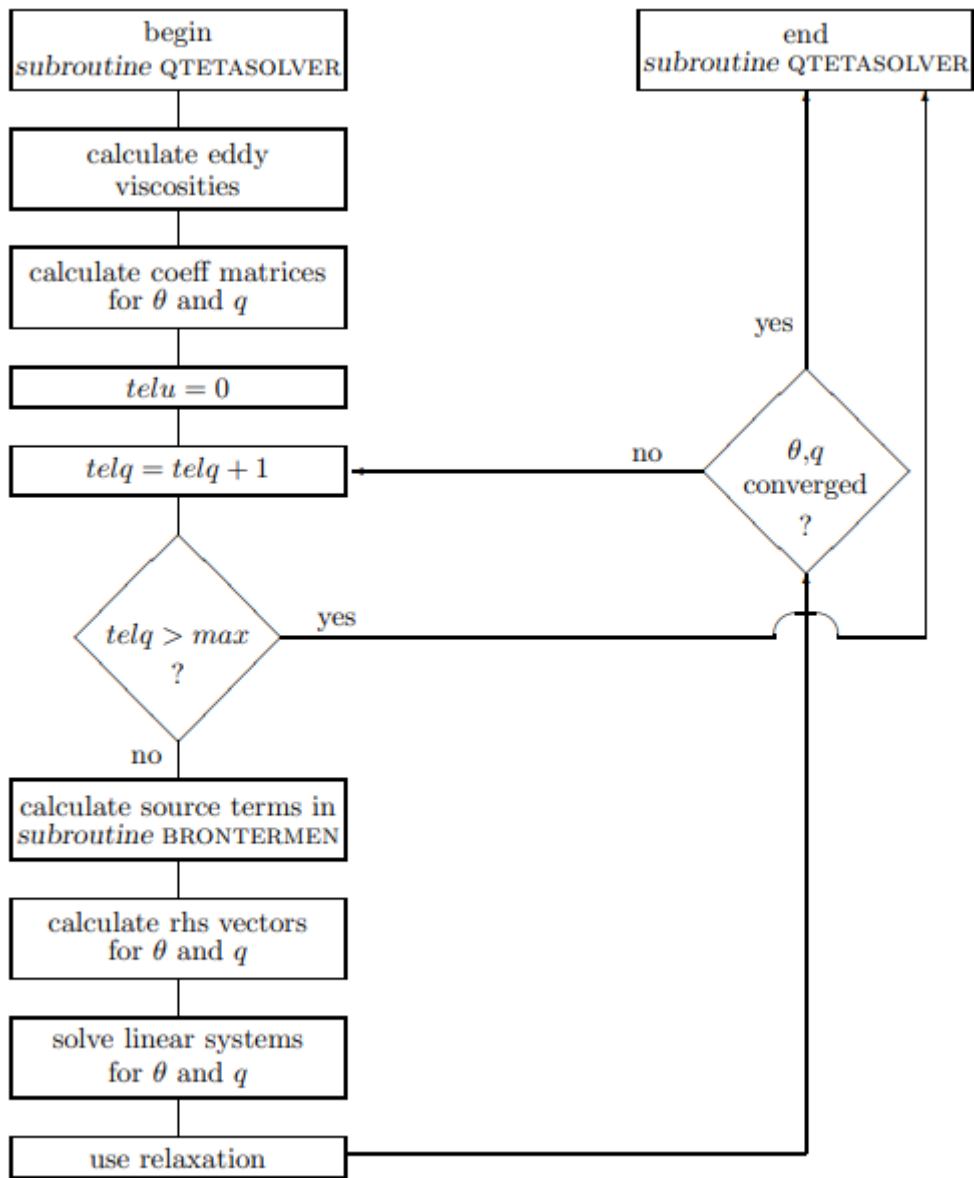 begin
subroutine QTETASOLVER
calculate eddy
viscosities
calculate coeff matrices
for θ and q
telu = 0
telq = telq + 1
telq > max
?
yes
no
calculate source terms in
subroutine BRONTERMEN
calculate rhs vectors
for θ and q
solve linear systems
for θ and q
use relaxation
θ,q
converged
?
no
yes
end
subroutine QTETASOLVER